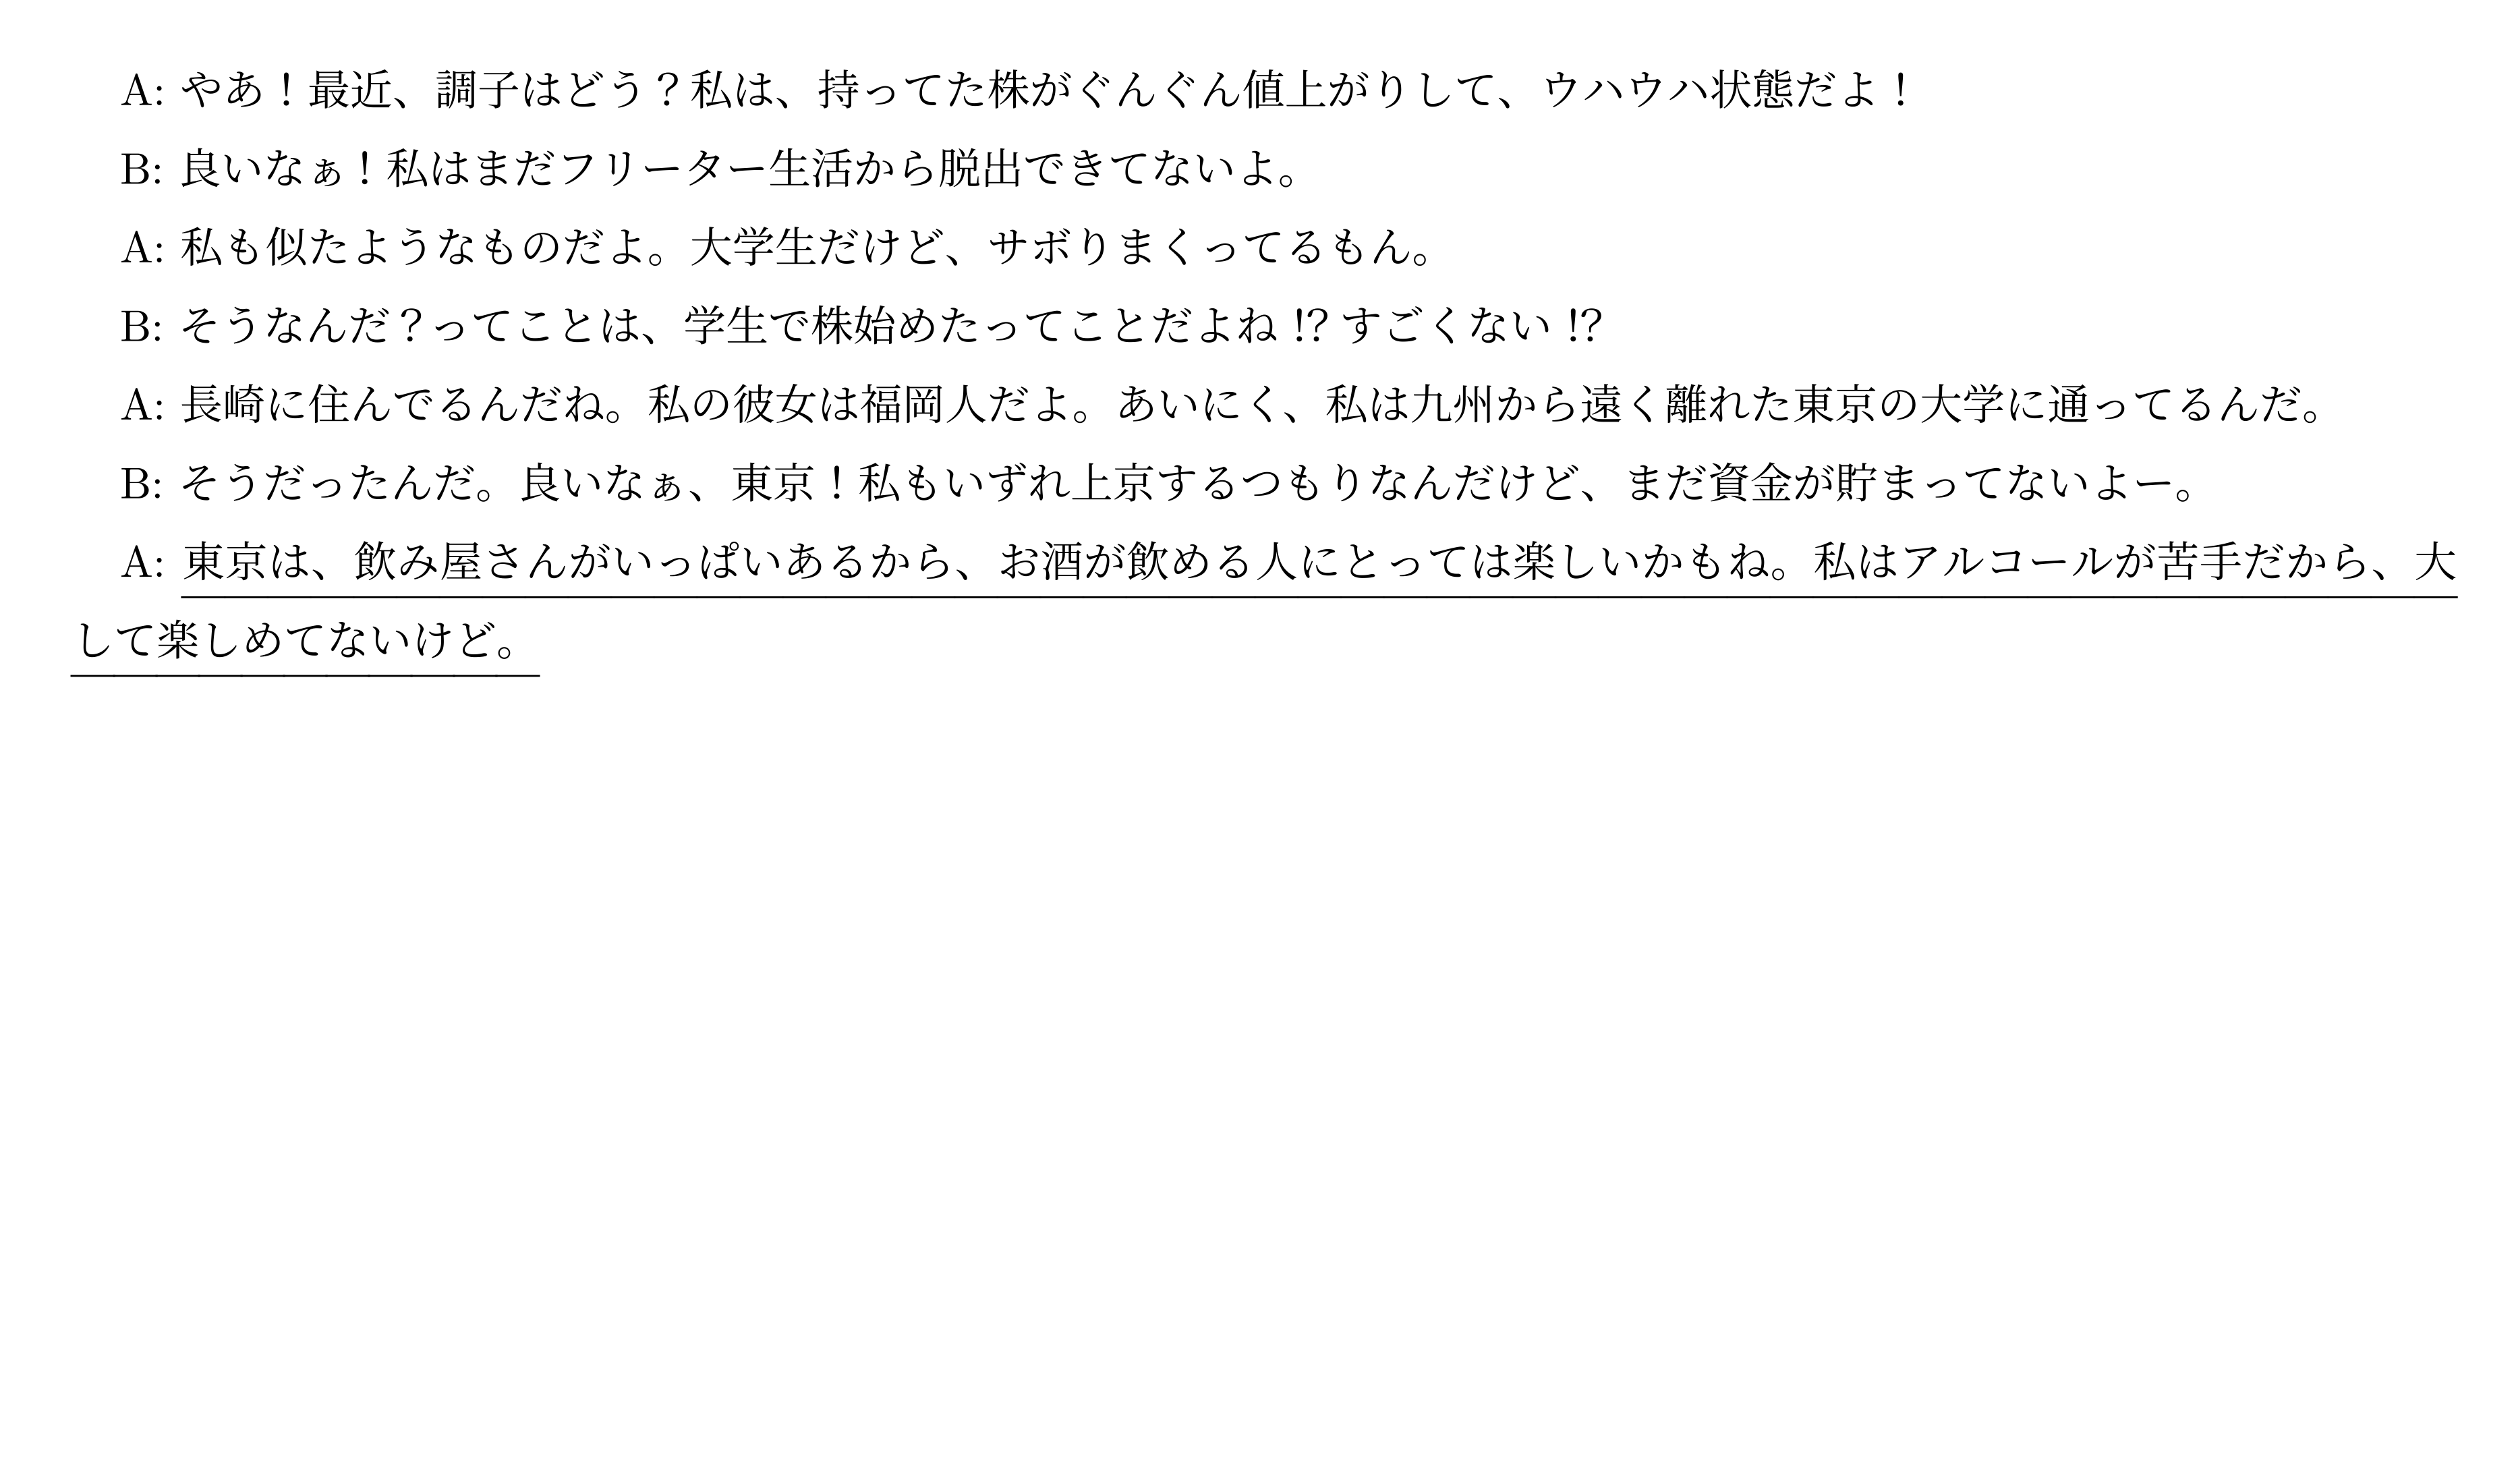 A: やあ！最近、調子はどう？私は、持ってた株がぐんぐん値上がりして、ウハウハ状態だよ！
B: 良いなぁ！私はまだフリーター生活から脱出できてないよ。
A: 私も似たようなものだよ。大学生だけど、サボりまくってるもん。
B: そうなんだ？ってことは、学生で株始めたってことだよね!? すごくない!?
A: 長崎に住んでるんだね。私の彼女は福岡人だよ。あいにく、私は九州から遠く離れた東京の大学に通ってるんだ。
B: そうだったんだ。良いなぁ、東京！私もいずれ上京するつもりなんだけど、まだ資金が貯まってないよー。
A: 東京は、飲み屋さんがいっぱいあるから、お酒が飲める人にとっては楽しいかもね。私はアルコールが苦手だから、大
して楽しめてないけど。